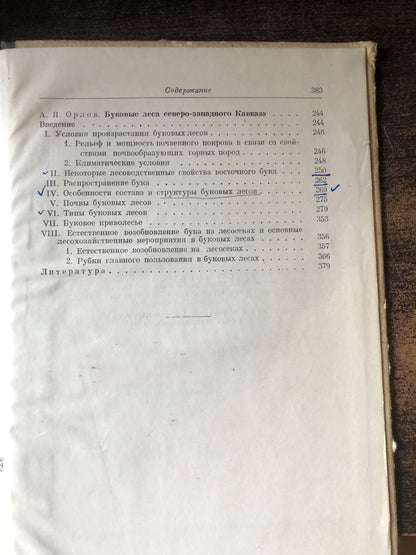 Содержание 383
А. Я. Орлов. Буковые леса северо-западного Кавказа . . . . 244
Введение . . . . . . . . . . . . . . . . . . . . 244
I. Условия произрастания буковых лесов . . . . . . . . . . 246
1. Рельеф и мощность почвенного покрова в связи со свой-
ствами почвообразующих горных пород . . . . . . . . 246
2. Климатические условия . . . . . . . . . . . . . 248
II. Некоторые лесоводственные свойства восточного бука . . . 250
III. Распространение бука . . . . . . . . . . . . . . 262
IV. Особенности состава и структуры буковых лесов . . . . . 269
V. Почвы буковых лесов . . . . . . . . . . . . . . 275
VI. Типы буковых лесов . . . . . . . . . . . . . . 279
VII. Буковое криволесье . . . . . . . . . . . . . . 353
VIII. Естественное возобновление бука на лесосеках и основные
лесохозяйственные мероприятия в буковых лесах . . . . . 356
1. Естественное возобновление на лесосеках . . . . . . . 357
2. Рубки главного пользования в буковых лесах . . . . . . 366
Литература . . . . . . . . . . . . . . . . . . . 379